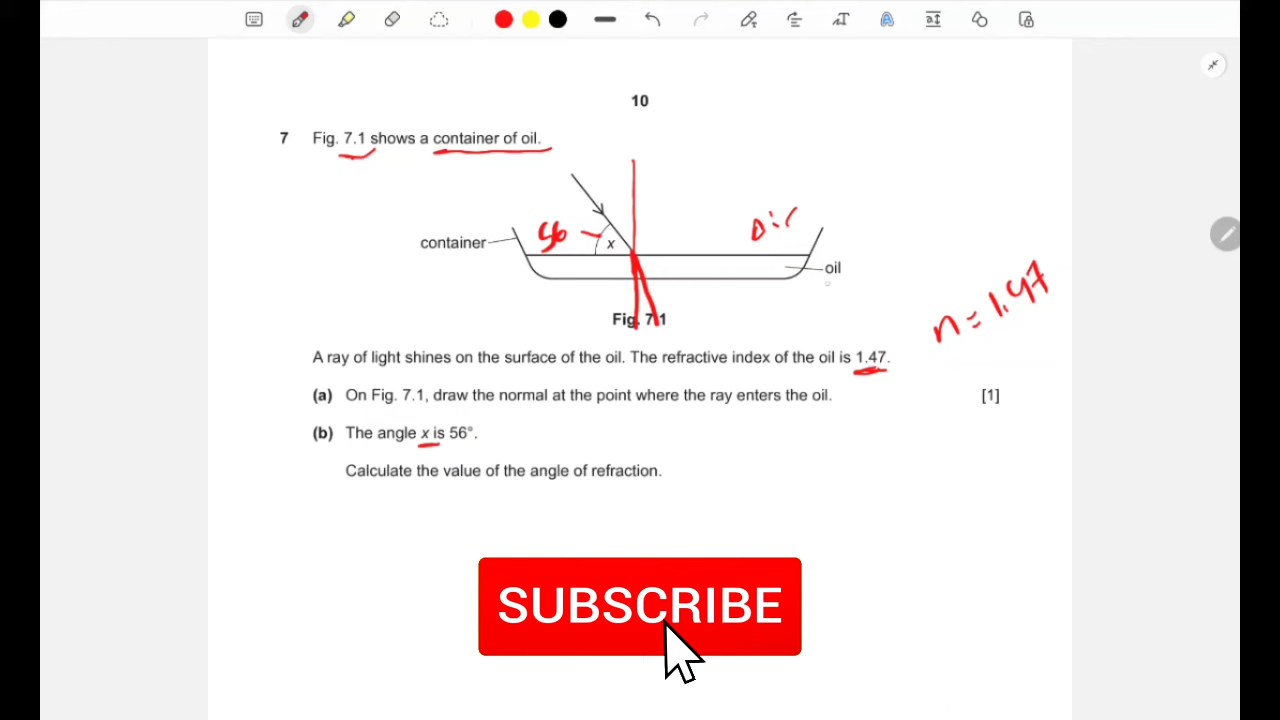 10
7 Fig. 7.1 shows a container of oil.
56
x
air
container
oil
n = 1.47
Fig. 7.1
A ray of light shines on the surface of the oil. The refractive index of the oil is 1.47.
(a) On Fig. 7.1, draw the normal at the point where the ray enters the oil. [1]
(b) The angle x is 56°.
Calculate the value of the angle of refraction.
SUBSCRIBE